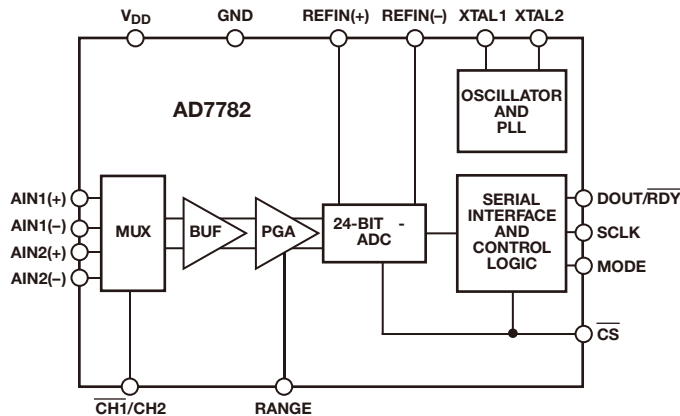 VDD GND REFIN(+) REFIN(–) XTAL1 XTAL2
AD7782
OSCILLATOR
AND
PLL
AIN1(+)
AIN1(–)
AIN2(+)
AIN2(–)
MUX
BUF
PGA
24-BIT -
ADC
SERIAL
INTERFACE
AND
CONTROL
LOGIC
DOUT/RDY
SCLK
MODE
CS
CH1/CH2
RANGE